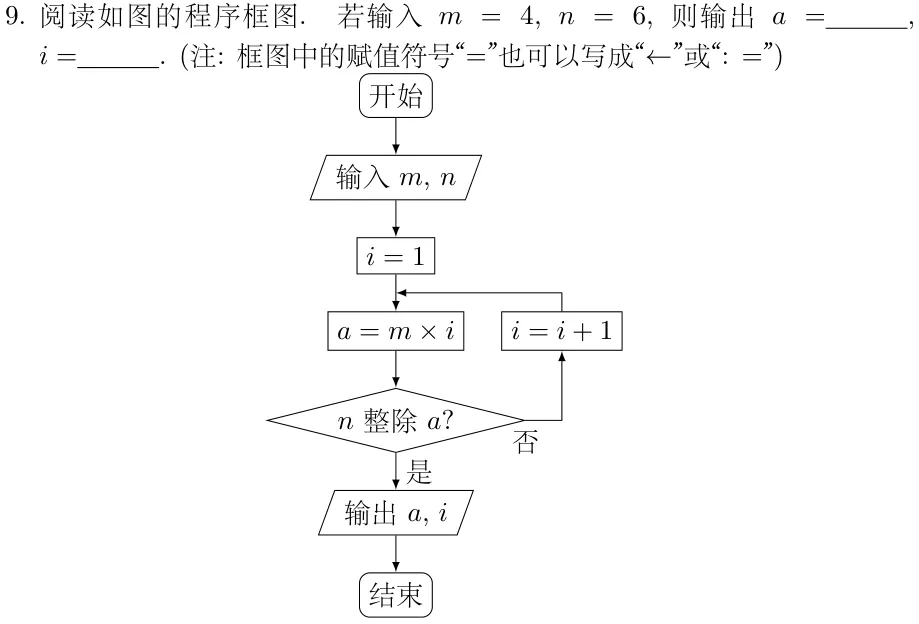 9. 阅读如图的程序框图. 若输入 m = 4, n = 6, 则输出 a =______,
i =______. (注: 框图中的赋值符号“=”也可以写成“←”或“: =”)
开始
输入 m, n
i = 1
a = m × i
i = i + 1
n 整除 a?
否
是
输出 a, i
结束